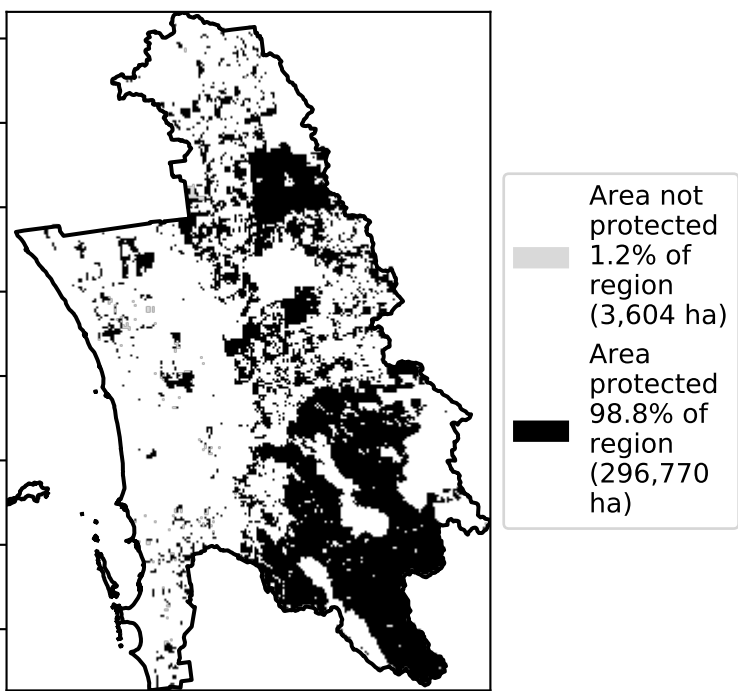 Area not
protected
1.2% of
region
(3,604 ha)
Area
protected
98.8% of
region
(296,770
ha)